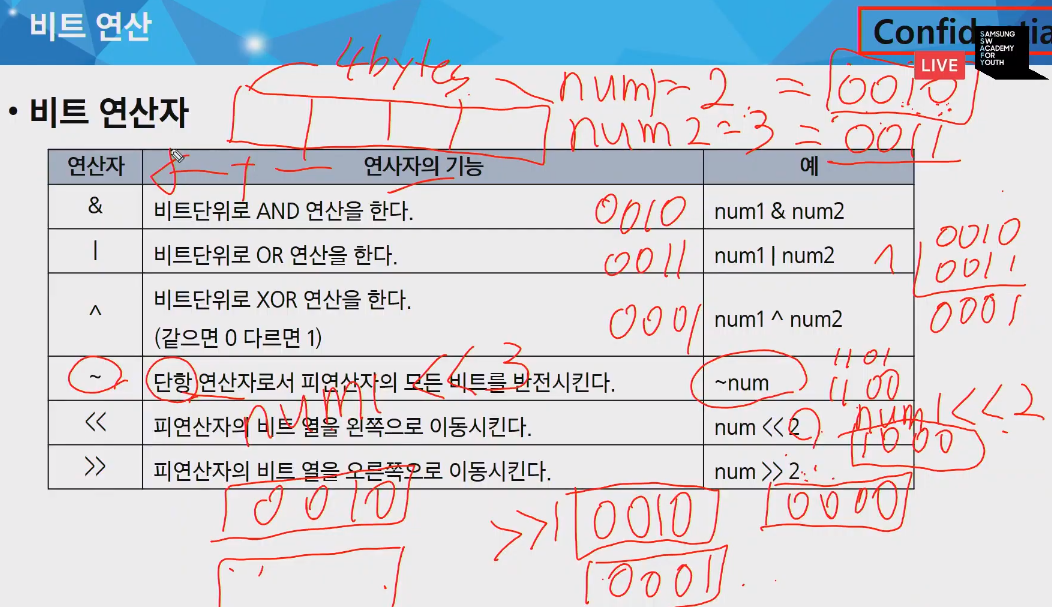 비트 연산
Confidentia
LIVE
SAMSUNG
SW
ACADEMY
FOR
YOUTH
• 비트 연산자
4bytes
num1 = 2 = 0010
num2 = 3 = 0011
연산자 연사자의 기능 예
& 비트단위로 AND 연산을 한다. 0010 num1 & num2
| 비트단위로 OR 연산을 한다. 0011 num1 | num2
^ 비트단위로 XOR 연산을 한다.
(같으면 0 다르면 1) 0001 num1 ^ num2
^ 0010
0011
0001
~ 단항 연산자로서 피연산자의 모든 비트를 반전시킨다. ~num
1101
1100
<< 피연산자의 비트 열을 왼쪽으로 이동시킨다. num << 2
num1 << 3
num1 << 2
1000
>> 피연산자의 비트 열을 오른쪽으로 이동시킨다. num >> 2
0010
>>1 0010
0000
0001